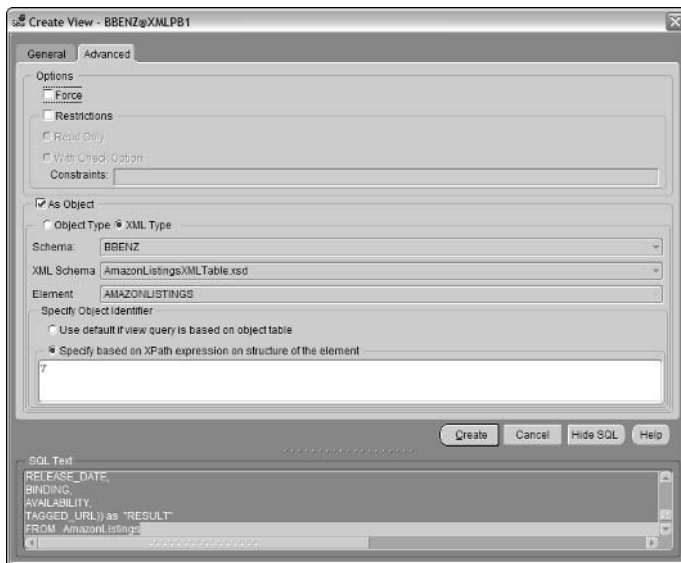 Create View - BBENZ@XMLPB1
General Advanced
Options
Force
Restrictions
Read Only
With Check Option
Constraints:
As Object
Object Type XML Type
Schema: BBENZ
XML Schema AmazonListingsXMLTable.xsd
Element AMAZONLISTINGS
Specify Object Identifier
Use default if view query is based on object table
Specify based on XPath expression on structure of the element
'/'
Create Cancel Hide SQL Help
SQL Text
RELEASE_DATE,
BINDING,
AVAILABILITY,
TAGGED_URL)) as "RESULT"
FROM AmazonListings